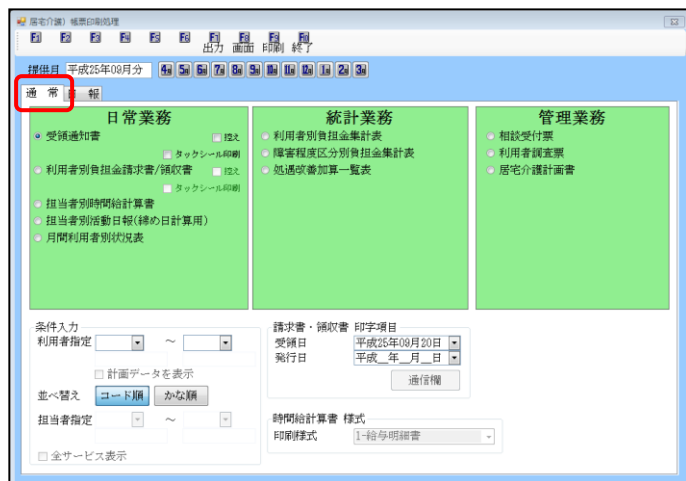 居宅介護) 帳票印刷処理
F1 F2 F3 F4 F5 F6 F7 F8 F9 F10
出力 画面 印刷 終了
提供月 平成25年09月分 4月 5月 6月 7月 8月 9月 10月 11月 12月 1月 2月 3月
通 常 日 報
日常業務
受領通知書 控え
タックシール印刷
利用者別負担金請求書/領収書 控え
タックシール印刷
担当者別時間給計算書
担当者別活動日報(締め日計算用)
月間利用者別状況表
統計業務
利用者別負担金集計表
障害程度区分別負担金集計表
処遇改善加算一覧表
管理業務
相談受付票
利用者調査票
居宅介護計画書
条件入力
利用者指定 ~
計画データを表示
並べ替え コード順 かな順
担当者指定 ~
全サービス表示
請求書・領収書 印字項目
受領日 平成25年09月20日
発行日 平成__年__月__日
通信欄
時間給計算書 様式
印刷様式 1-給与明細書